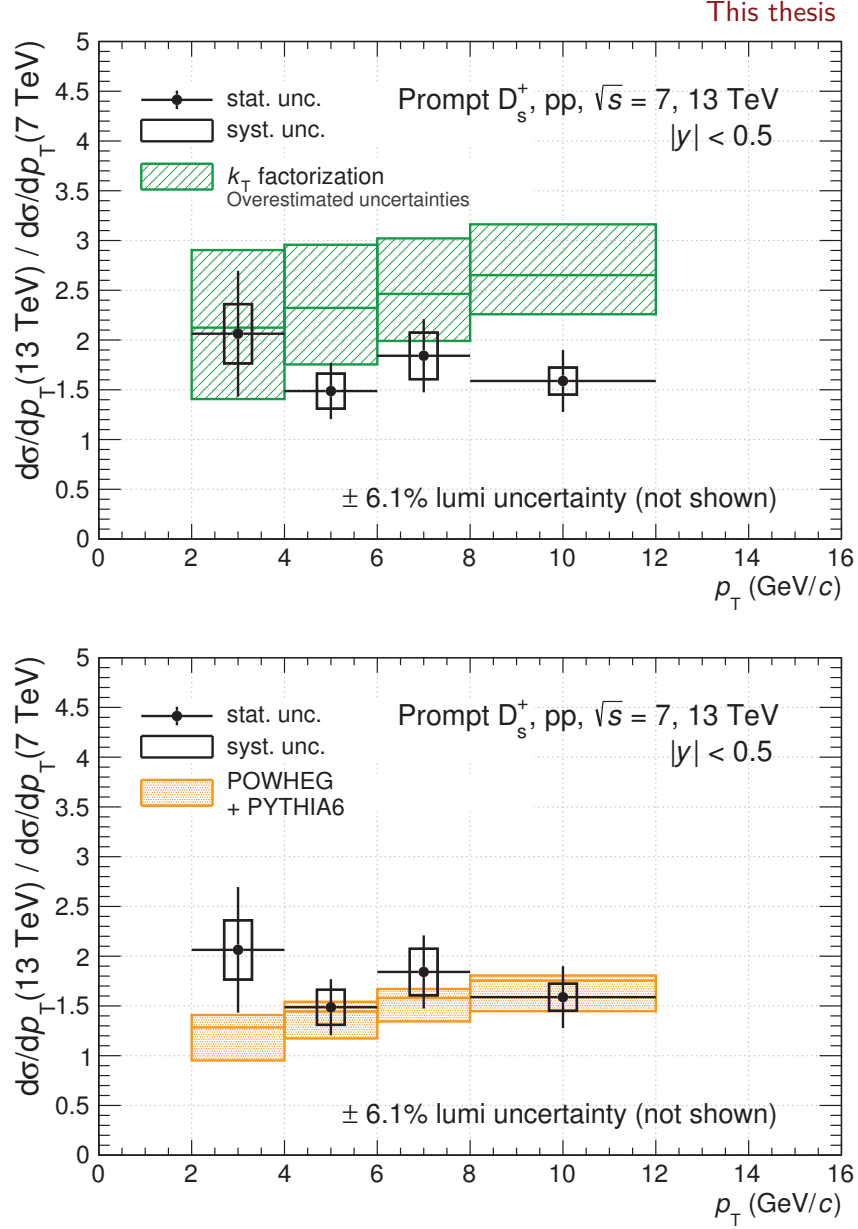 This thesis
dσ/dp_T(13 TeV) / dσ/dp_T(7 TeV)
5
4.5
4
3.5
3
2.5
2
1.5
1
0.5
0
stat. unc.
syst. unc.
k_T factorization
Overestimated uncertainties
Prompt D_s^+, pp, √s = 7, 13 TeV
|y| < 0.5
± 6.1% lumi uncertainty (not shown)
0 2 4 6 8 10 12 14 16
p_T (GeV/c)
dσ/dp_T(13 TeV) / dσ/dp_T(7 TeV)
5
4.5
4
3.5
3
2.5
2
1.5
1
0.5
0
stat. unc.
syst. unc.
POWHEG
+ PYTHIA6
Prompt D_s^+, pp, √s = 7, 13 TeV
|y| < 0.5
± 6.1% lumi uncertainty (not shown)
0 2 4 6 8 10 12 14 16
p_T (GeV/c)